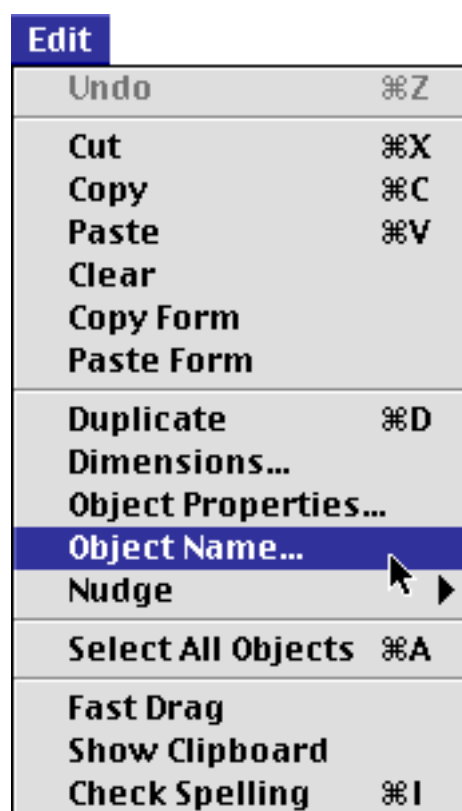 Edit
Undo ⌘Z
Cut ⌘X
Copy ⌘C
Paste ⌘V
Clear
Copy Form
Paste Form
Duplicate ⌘D
Dimensions...
Object Properties...
Object Name...
Nudge
Select All Objects ⌘A
Fast Drag
Show Clipboard
Check Spelling ⌘I